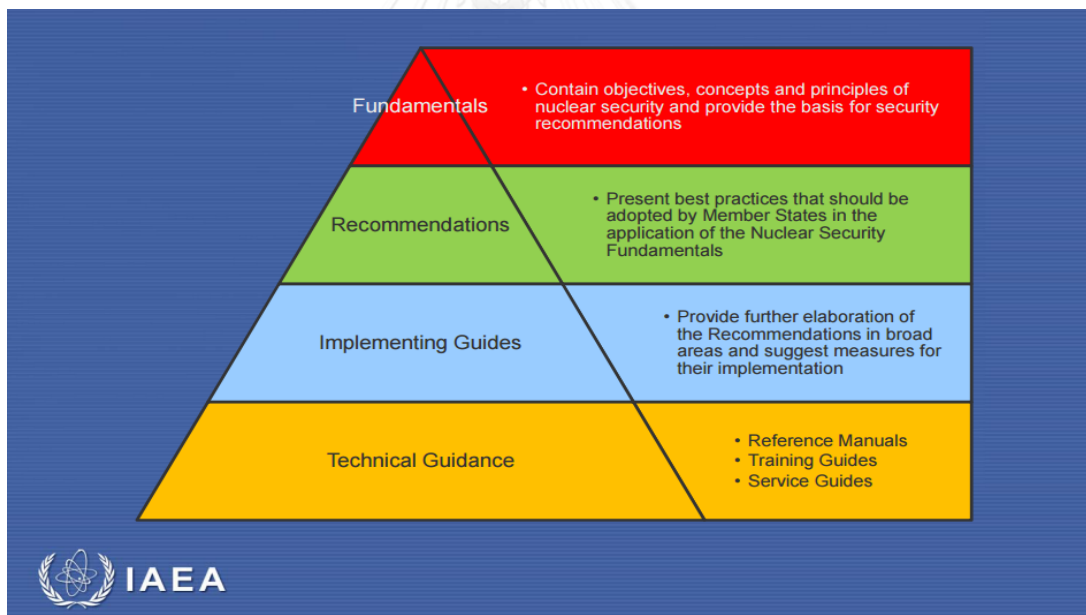 Fundamentals
• Contain objectives, concepts and principles of
nuclear security and provide the basis for security
recommendations
Recommendations
• Present best practices that should be
adopted by Member States in the
application of the Nuclear Security
Fundamentals
Implementing Guides
• Provide further elaboration of
the Recommendations in broad
areas and suggest measures for
their implementation
Technical Guidance
• Reference Manuals
• Training Guides
• Service Guides
IAEA